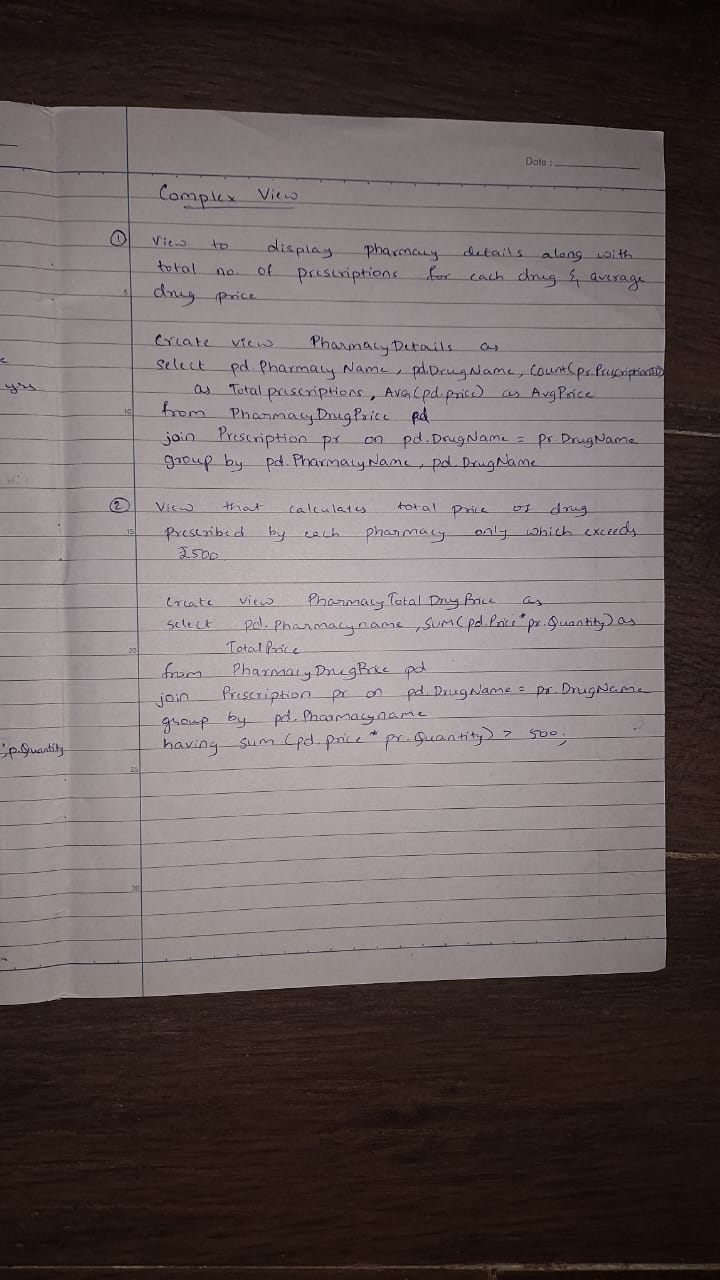 Date :
Complex View
① View to display pharmacy details along with
total no. of prescriptions for each drug & average
5 drug price
Create view PharmacyDetails as
select pd.PharmacyName, pd.DrugName, Count(pr.PrescriptionID)
as Totalprescriptions, AVG(pd.price) as AvgPrice
10 from PharmacyDrugPrice pd
join Prescription pr on pd.DrugName = pr.DrugName
group by pd.PharmacyName, pd.DrugName
② View that calculates total price of drug
15 Prescribed by each pharmacy only which exceeds
₹500
Create view PharmacyTotalDrugPrice as
select pd.Pharmacyname, SUM(pd.Price*pr.Quantity) as
20 TotalPrice
from PharmacyDrugPrice pd
join Prescription pr on pd.DrugName = pr.DrugName
group by pd.Pharmacyname
having sum (pd.price * pr.Quantity) > 500;
25
30
yrs
p.Quantity